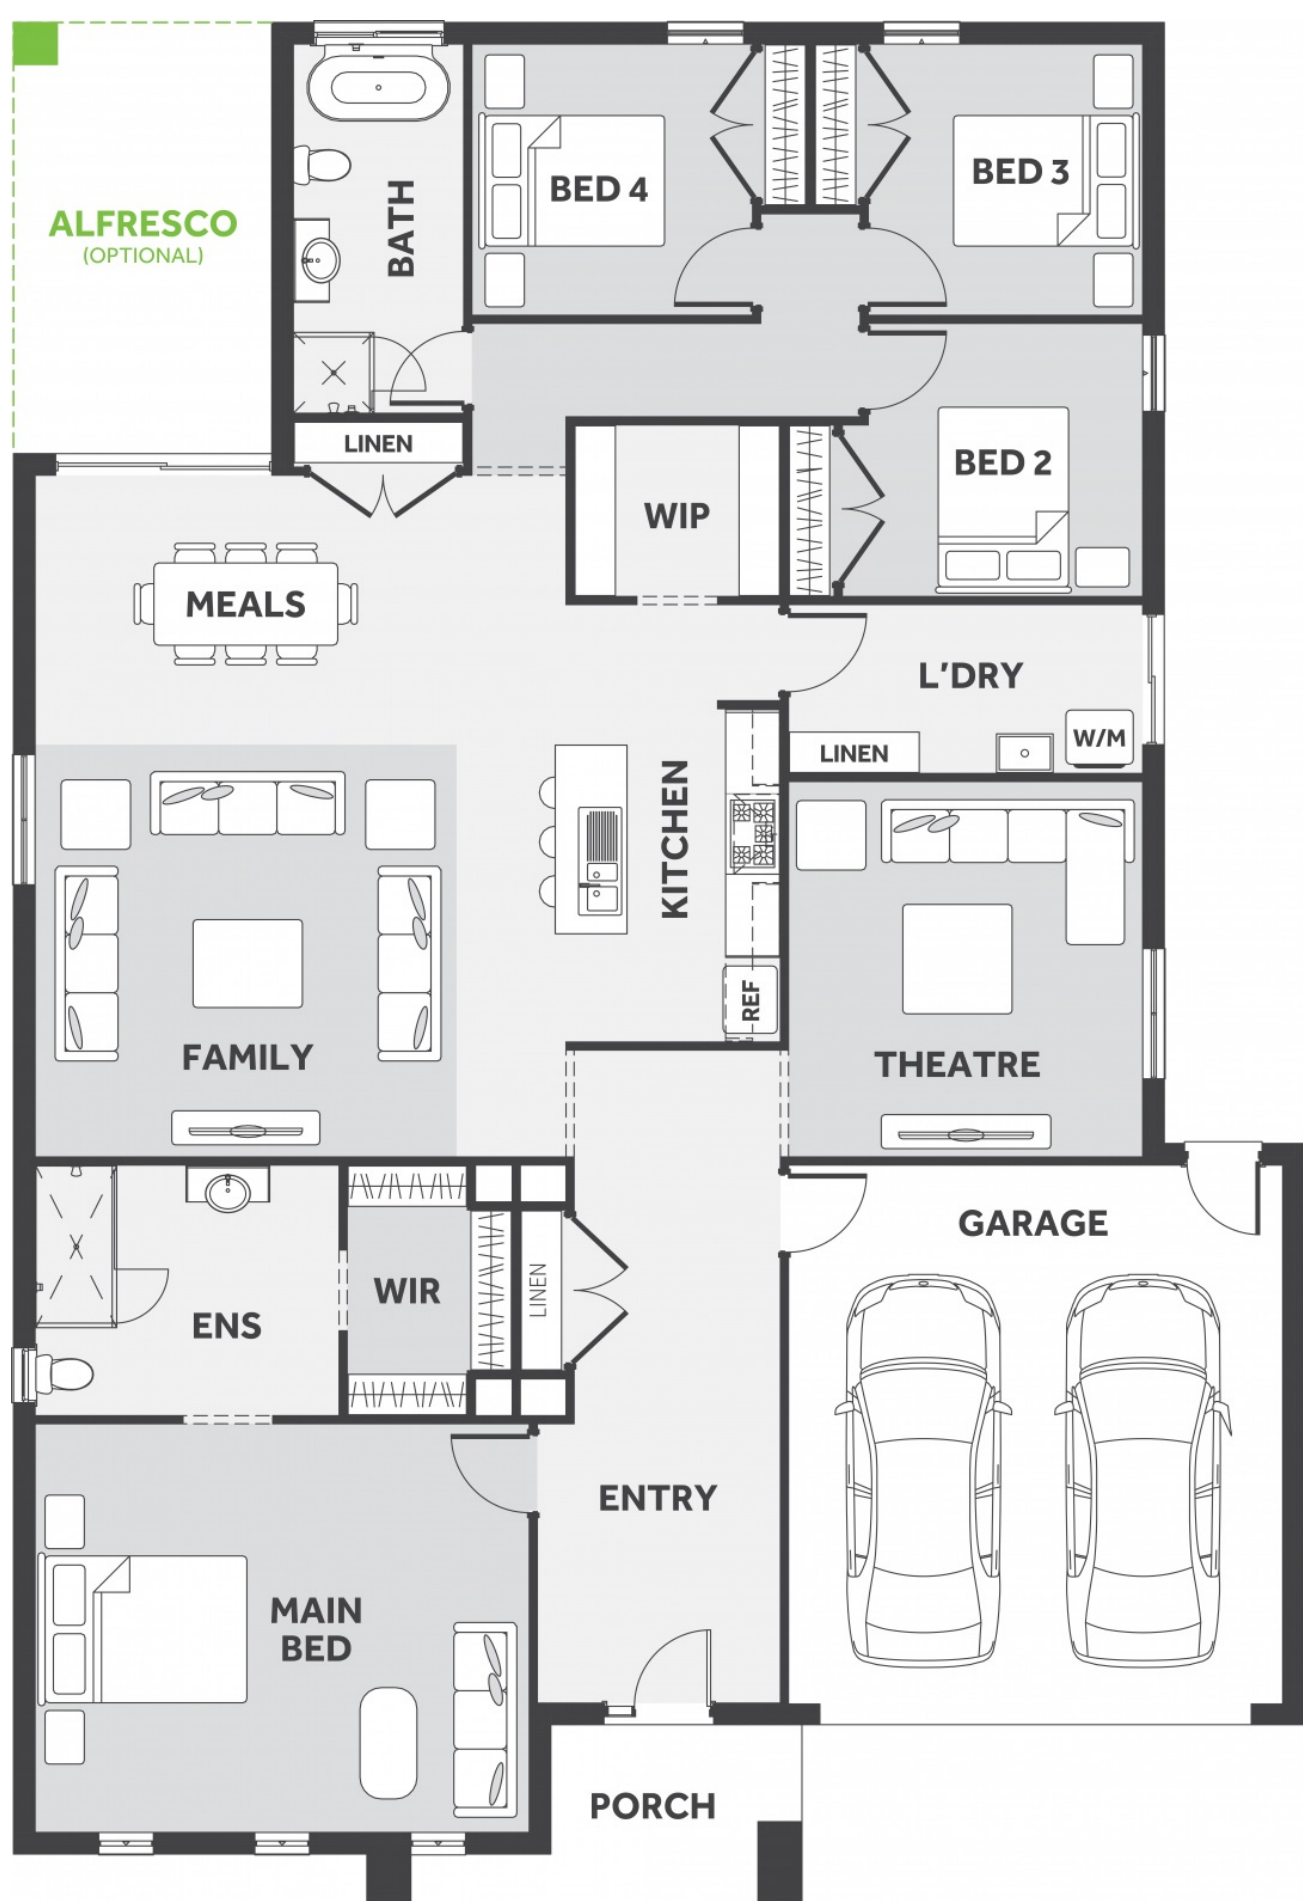 ALFRESCO
(OPTIONAL)
BATH
BED 4
BED 3
LINEN
WIP
BED 2
MEALS
L'DRY
LINEN
W/M
KITCHEN
REF
FAMILY
THEATRE
GARAGE
ENS
WIR
LINEN
ENTRY
MAIN
BED
PORCH